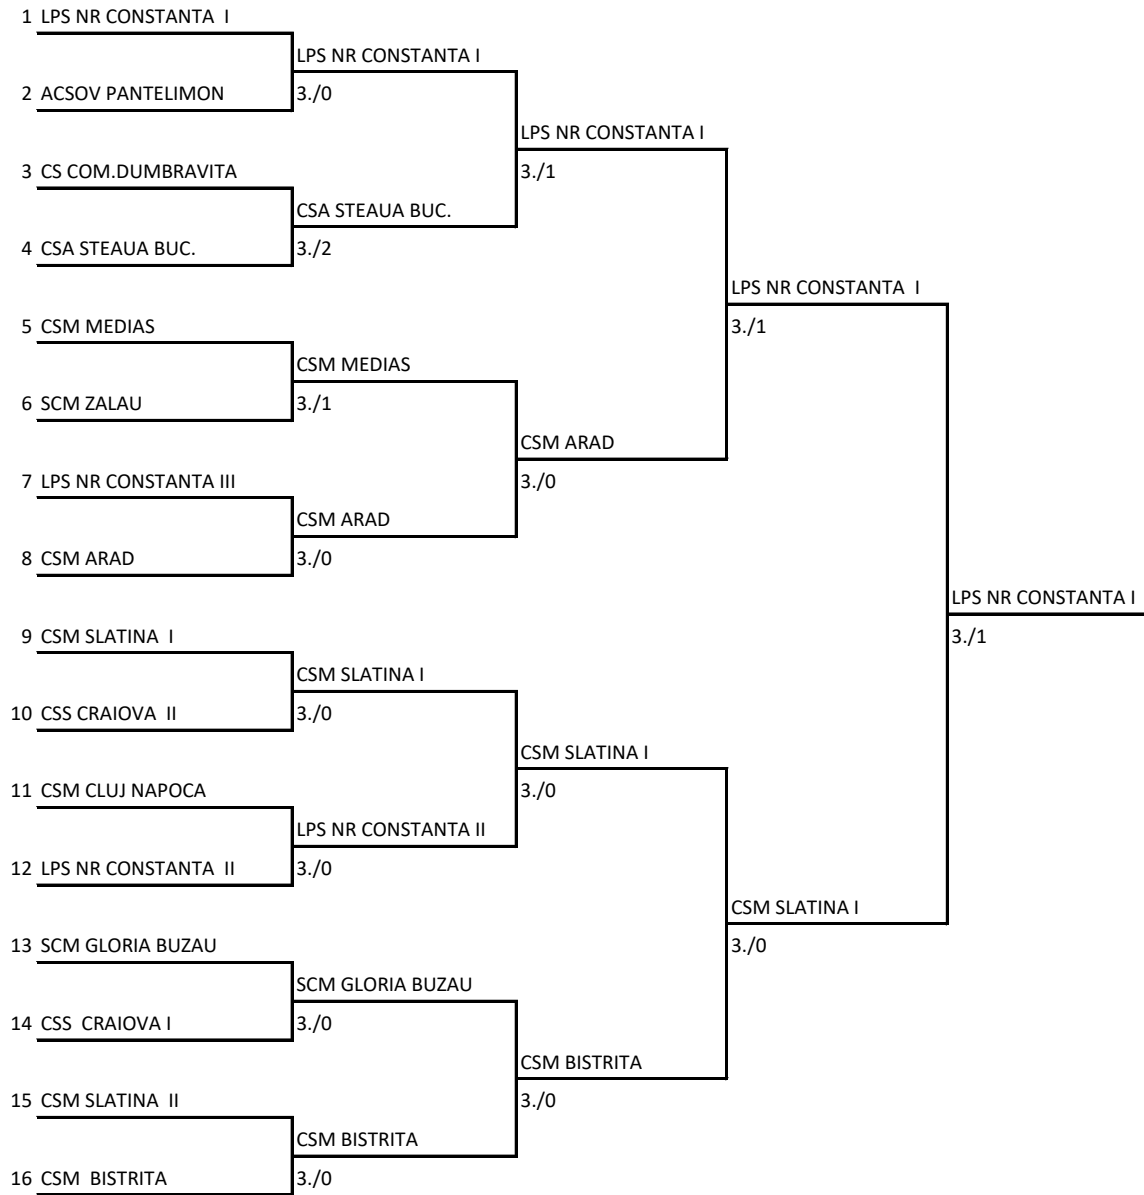 1 LPS NR CONSTANTA I
LPS NR CONSTANTA I
2 ACSOV PANTELIMON
3./0
LPS NR CONSTANTA I
3 CS COM.DUMBRAVITA
3./1
CSA STEAUA BUC.
4 CSA STEAUA BUC.
3./2
LPS NR CONSTANTA I
5 CSM MEDIAS
3./1
CSM MEDIAS
6 SCM ZALAU
3./1
CSM ARAD
7 LPS NR CONSTANTA III
3./0
CSM ARAD
8 CSM ARAD
3./0
LPS NR CONSTANTA I
9 CSM SLATINA I
3./1
CSM SLATINA I
10 CSS CRAIOVA II
3./0
CSM SLATINA I
11 CSM CLUJ NAPOCA
3./0
LPS NR CONSTANTA II
12 LPS NR CONSTANTA II
3./0
CSM SLATINA I
13 SCM GLORIA BUZAU
3./0
SCM GLORIA BUZAU
14 CSS CRAIOVA I
3./0
CSM BISTRITA
15 CSM SLATINA II
3./0
CSM BISTRITA
16 CSM BISTRITA
3./0